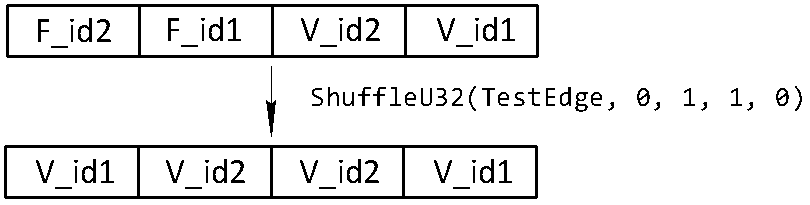 F_id2 F_id1 V_id2 V_id1
ShuffleU32(TestEdge, 0, 1, 1, 0)
V_id1 V_id2 V_id2 V_id1